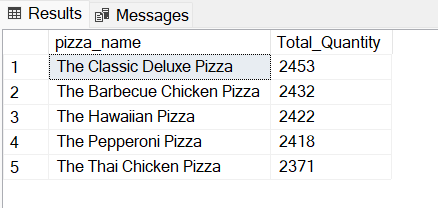 Results Messages
pizza_name Total_Quantity
1 The Classic Deluxe Pizza 2453
2 The Barbecue Chicken Pizza 2432
3 The Hawaiian Pizza 2422
4 The Pepperoni Pizza 2418
5 The Thai Chicken Pizza 2371